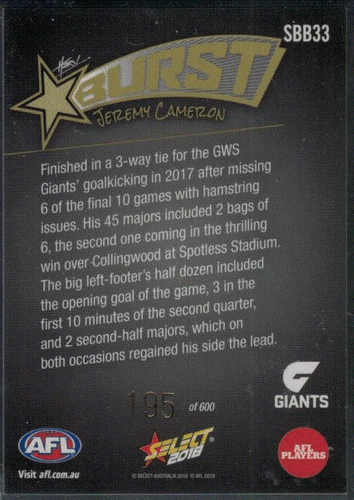 SBB33
BURST
JEREMY CAMERON
Finished in a 3-way tie for the GWS
Giants' goalkicking in 2017 after missing
6 of the final 10 games with hamstring
issues. His 45 majors included 2 bags of
6, the second one coming in the thrilling
win over Collingwood at Spotless Stadium.
The big left-footer's half dozen included
the opening goal of the game, 3 in the
first 10 minutes of the second quarter,
and 2 second-half majors, which on
both occasions regained his side the lead.
195 of 600
GIANTS
AFL
Visit afl.com.au
SELECT
2018
© SELECT AUSTRALIA 2018 © AFL 2018
AFL
PLAYERS